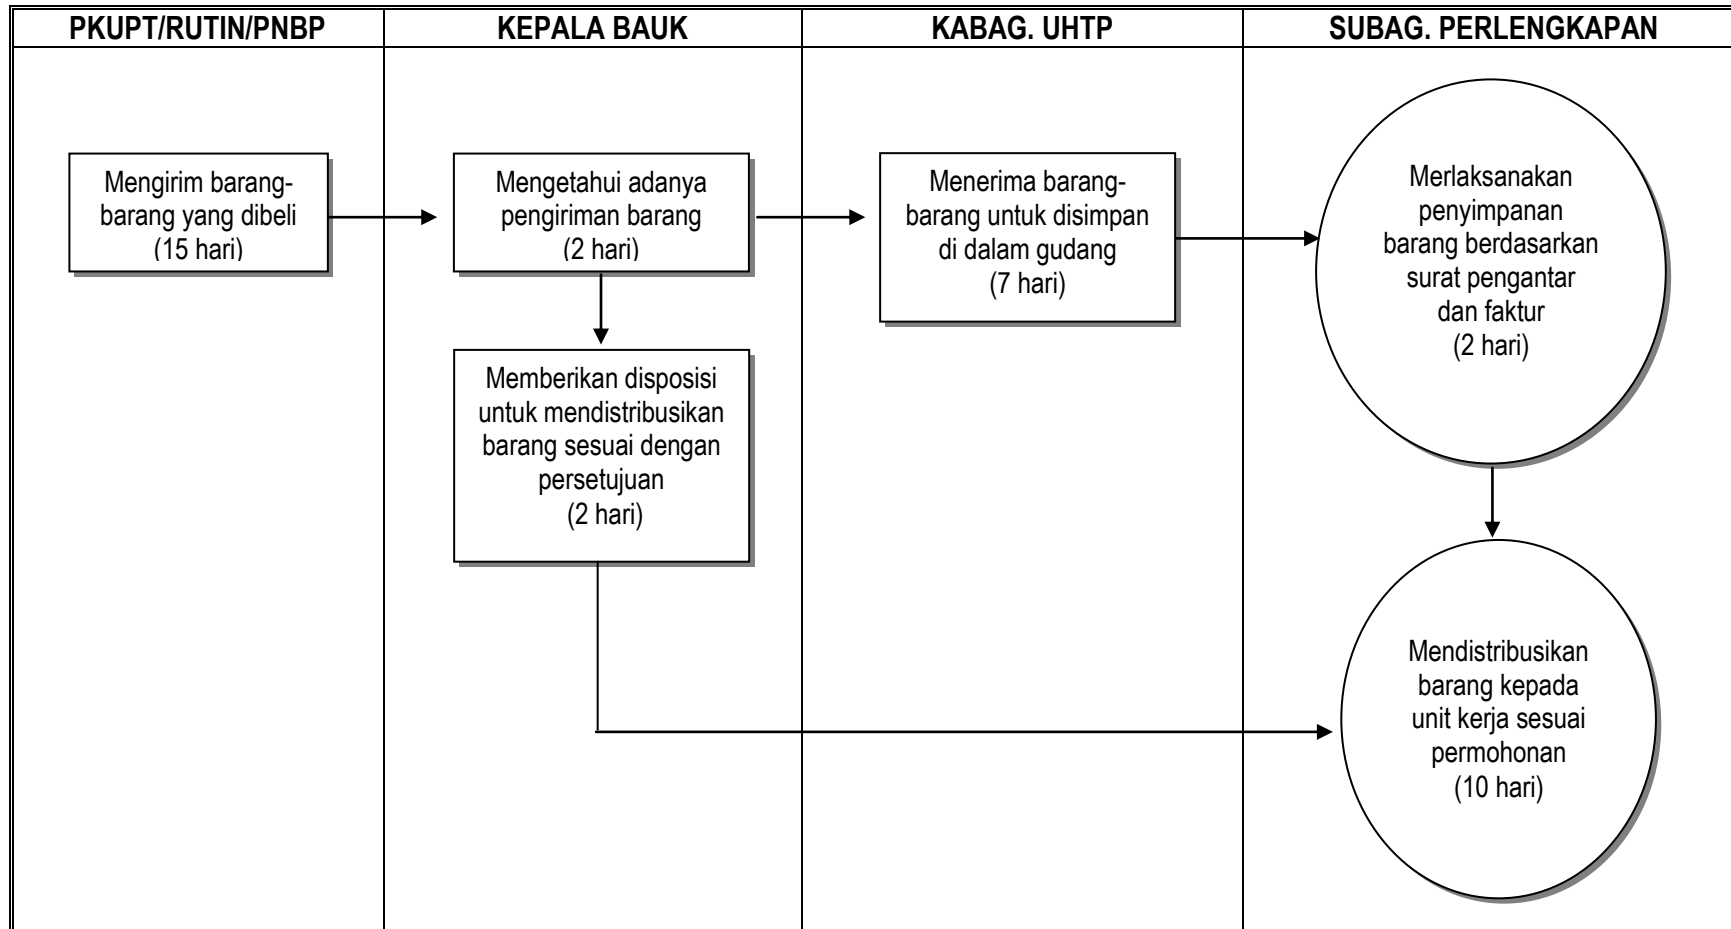 PKUPT/RUTIN/PNBP
KEPALA BAUK
KABAG. UHTP
SUBAG. PERLENGKAPAN
Mengirim barang-
barang yang dibeli
(15 hari)
Mengetahui adanya
pengiriman barang
(2 hari)
Menerima barang-
barang untuk disimpan
di dalam gudang
(7 hari)
Merlaksanakan
penyimpanan
barang berdasarkan
surat pengantar
dan faktur
(2 hari)
Memberikan disposisi
untuk mendistribusikan
barang sesuai dengan
persetujuan
(2 hari)
Mendistribusikan
barang kepada
unit kerja sesuai
permohonan
(10 hari)